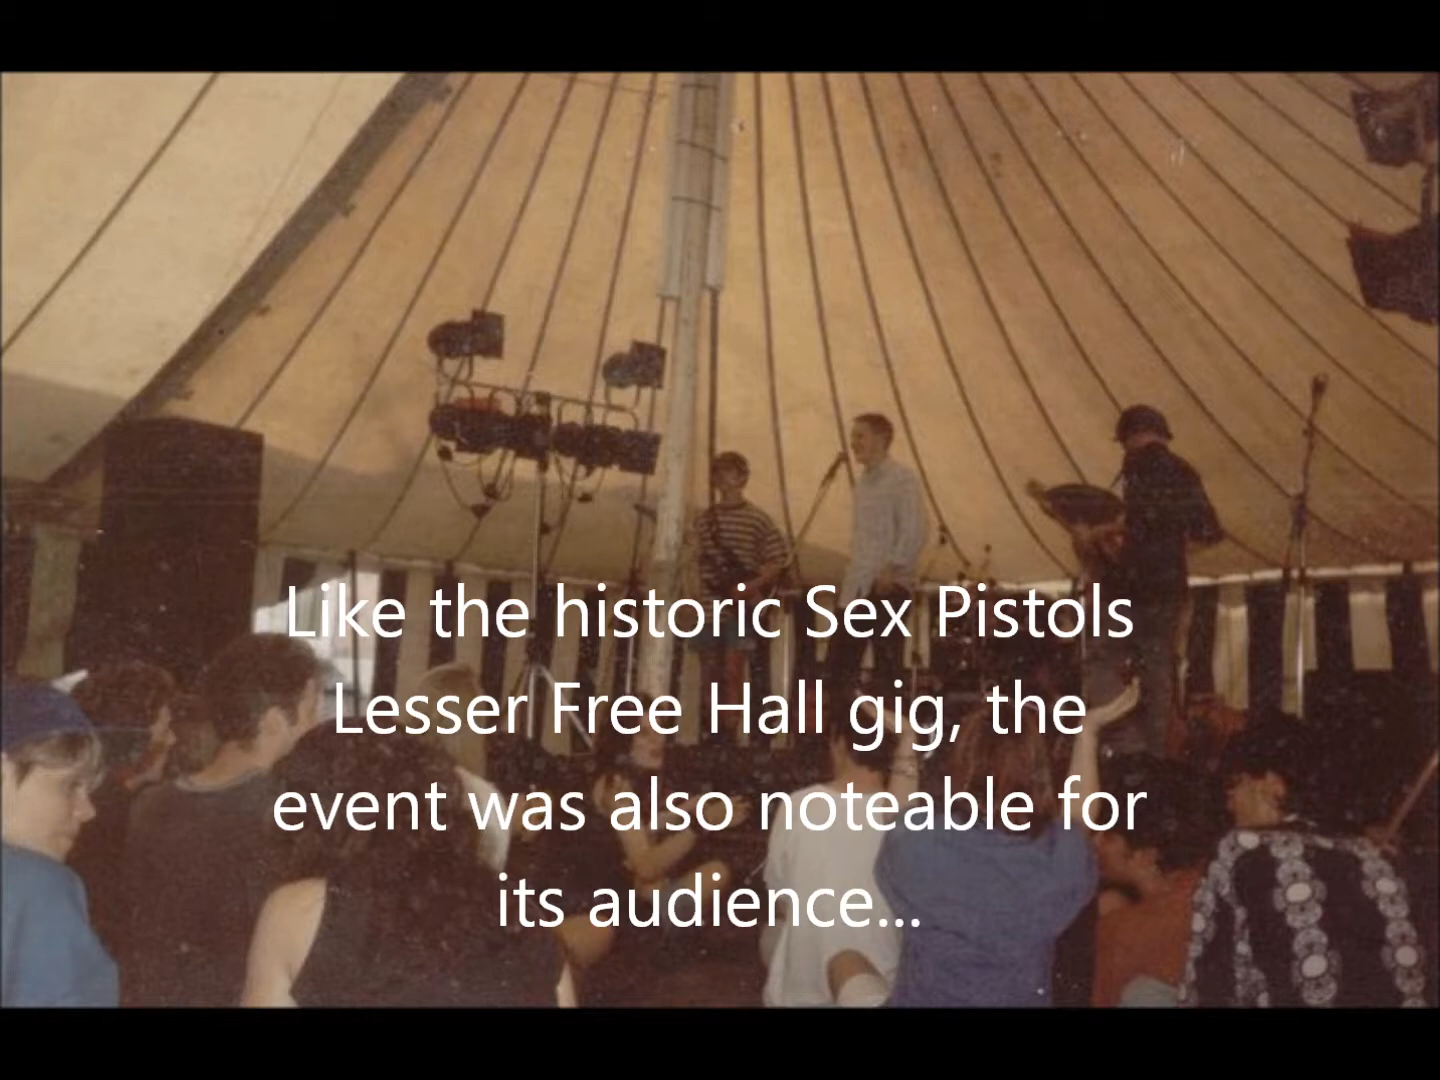 Like the historic Sex Pistols
Lesser Free Hall gig, the
event was also noteable for
its audience...